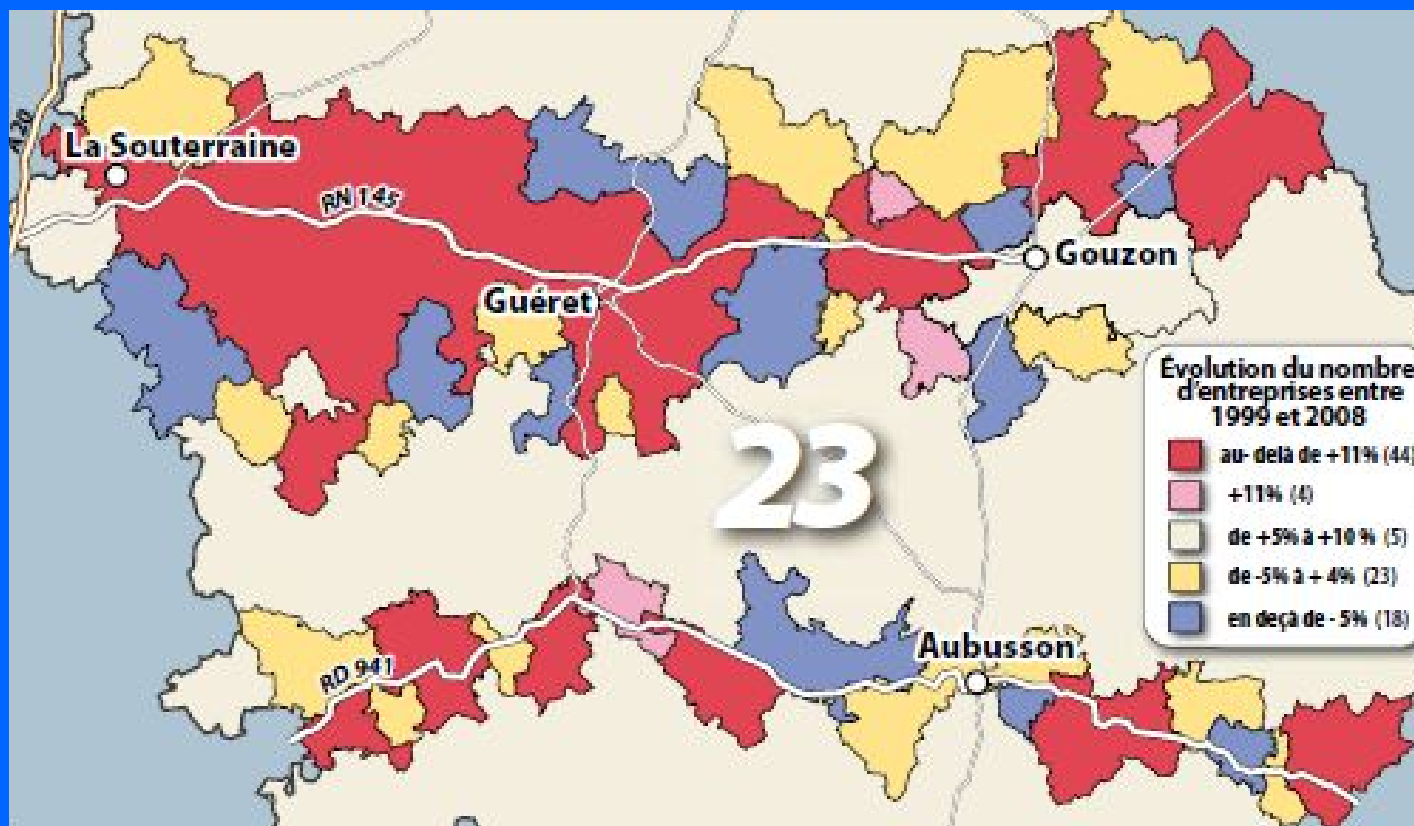 A20
La Souterraine
RN 145
Guéret
Gouzon
23
RD 941
Aubusson
Évolution du nombre
d'entreprises entre
1999 et 2008
au- delà de +11% (44)
+11% (4)
de +5% à +10 % (5)
de -5% à + 4% (23)
en deçà de - 5% (18)